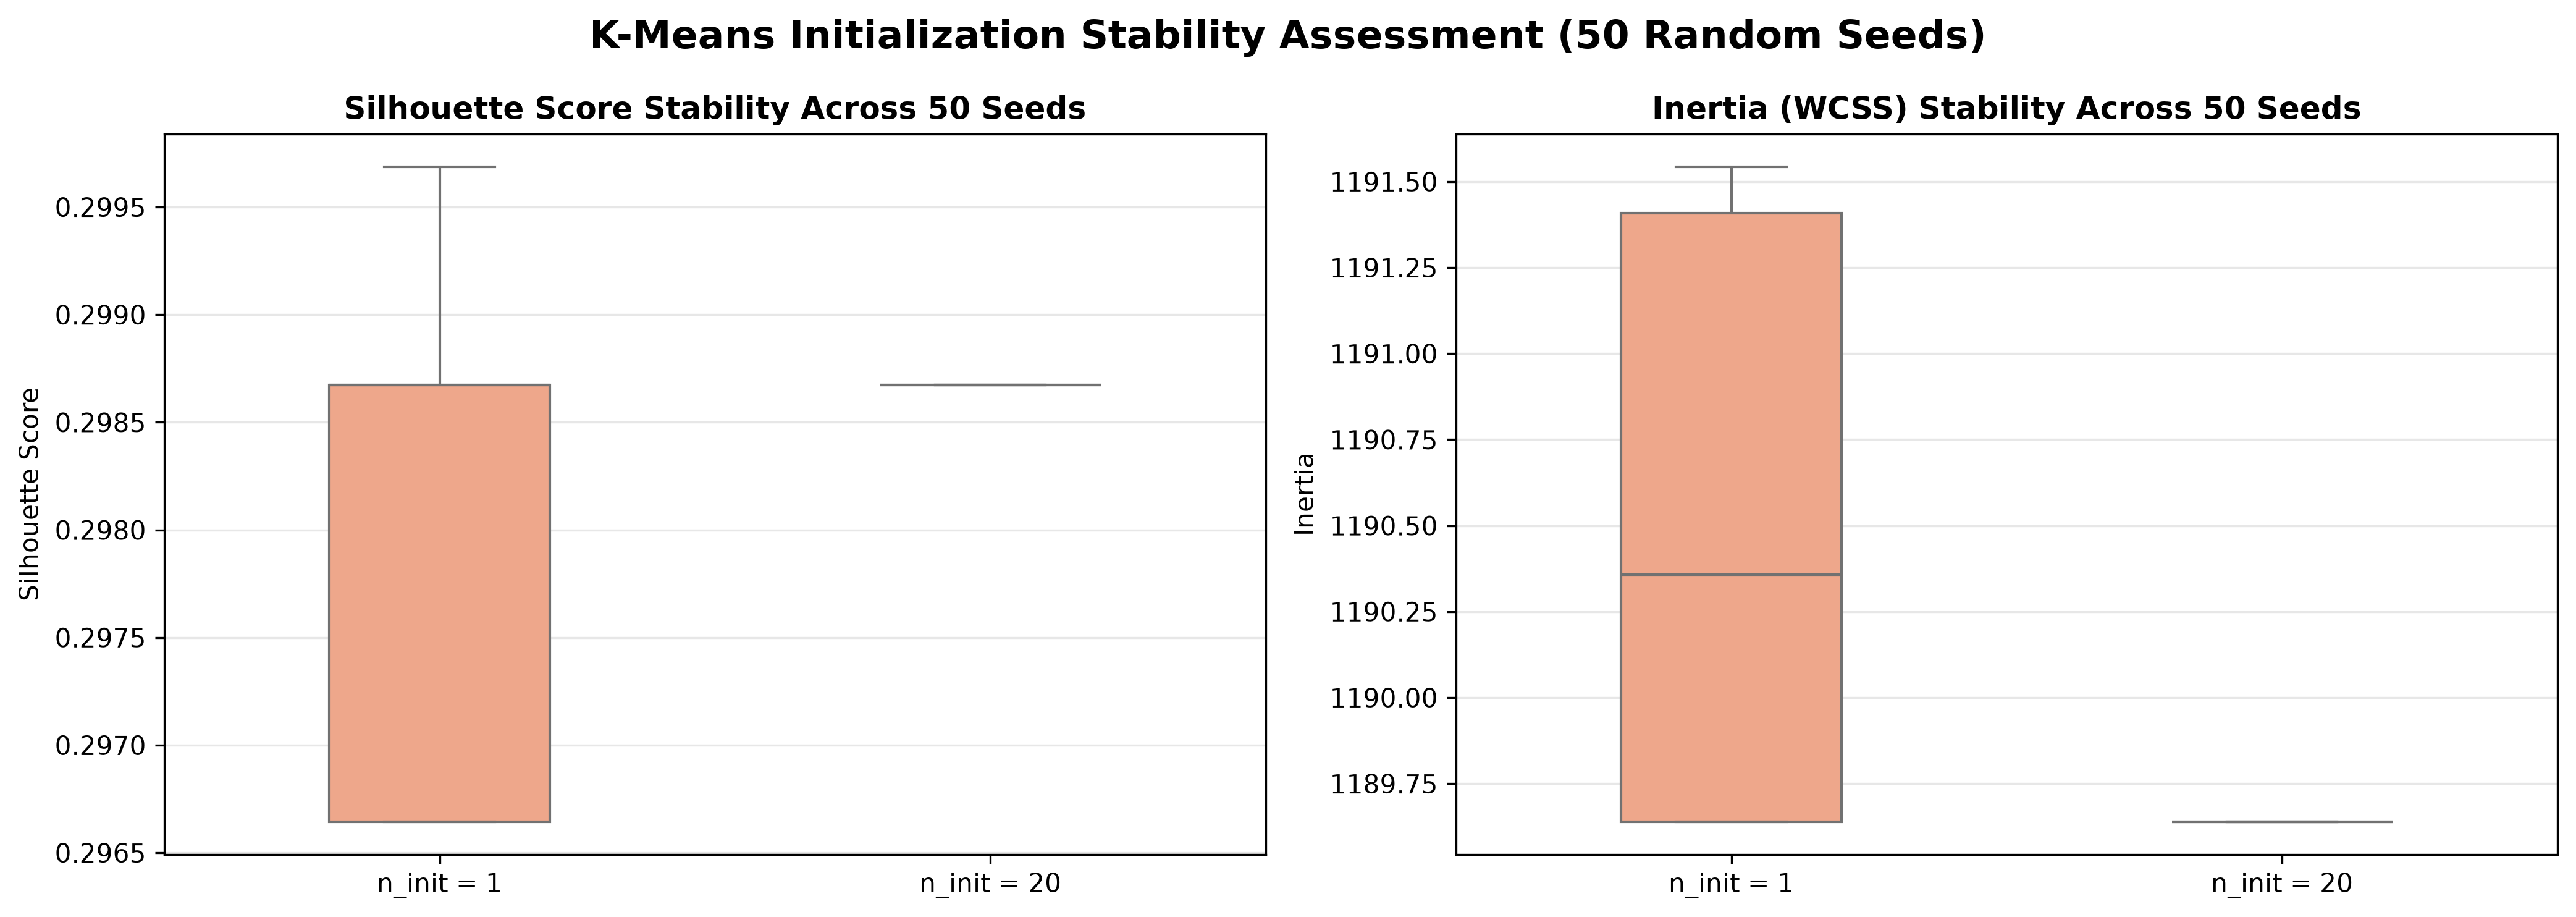 K-Means Initialization Stability Assessment (50 Random Seeds)
Silhouette Score Stability Across 50 Seeds
Silhouette Score
0.2995
0.2990
0.2985
0.2980
0.2975
0.2970
0.2965
n_init = 1
n_init = 20
Inertia (WCSS) Stability Across 50 Seeds
Inertia
1191.50
1191.25
1191.00
1190.75
1190.50
1190.25
1190.00
1189.75
n_init = 1
n_init = 20